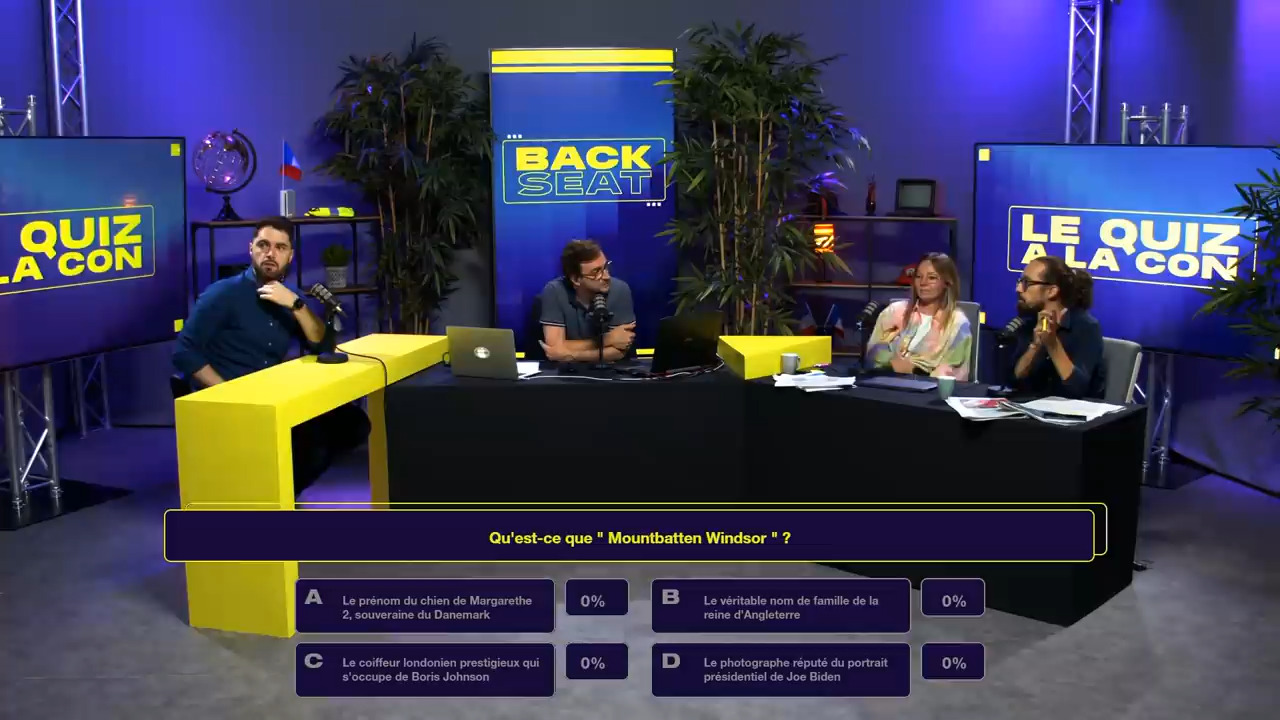 BACK
SEAT
QUIZ
LA CON
LE QUIZ
A LA CON
Qu'est-ce que " Mountbatten Windsor " ?
A
Le prénom du chien de Margarethe
2, souveraine du Danemark
0%
B
Le véritable nom de famille de la
reine d'Angleterre
0%
C
Le coiffeur londonien prestigieux qui
s'occupe de Boris Johnson
0%
D
Le photographe réputé du portrait
présidentiel de Joe Biden
0%